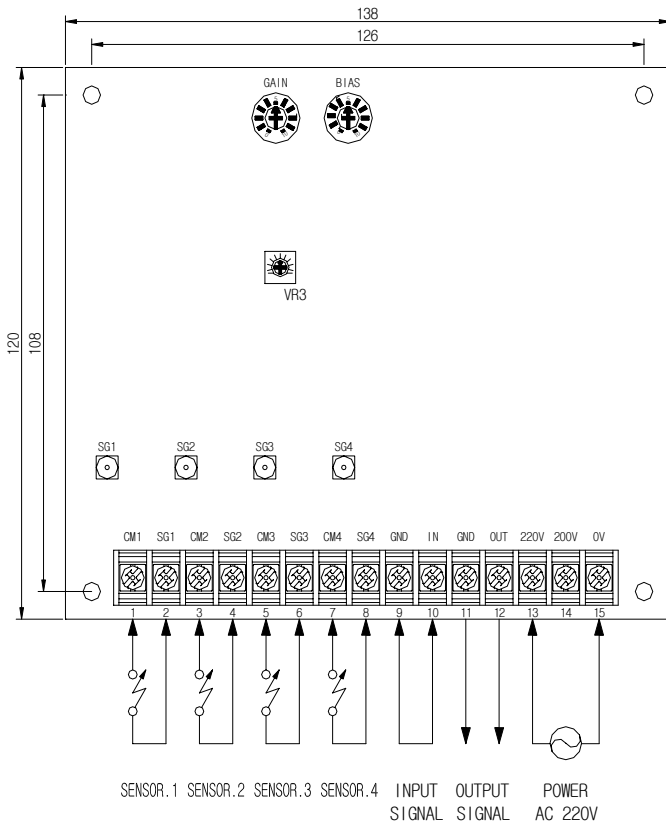 138
126
GAIN BIAS
VR3
120
108
SG1 SG2 SG3 SG4
CM1 SG1 CM2 SG2 CM3 SG3 CM4 SG4 GND IN GND OUT 220V 200V 0V
1 2 3 4 5 6 7 8 9 10 11 12 13 14 15
SENSOR.1 SENSOR.2 SENSOR.3 SENSOR.4 INPUT OUTPUT POWER
SIGNAL SIGNAL AC 220V